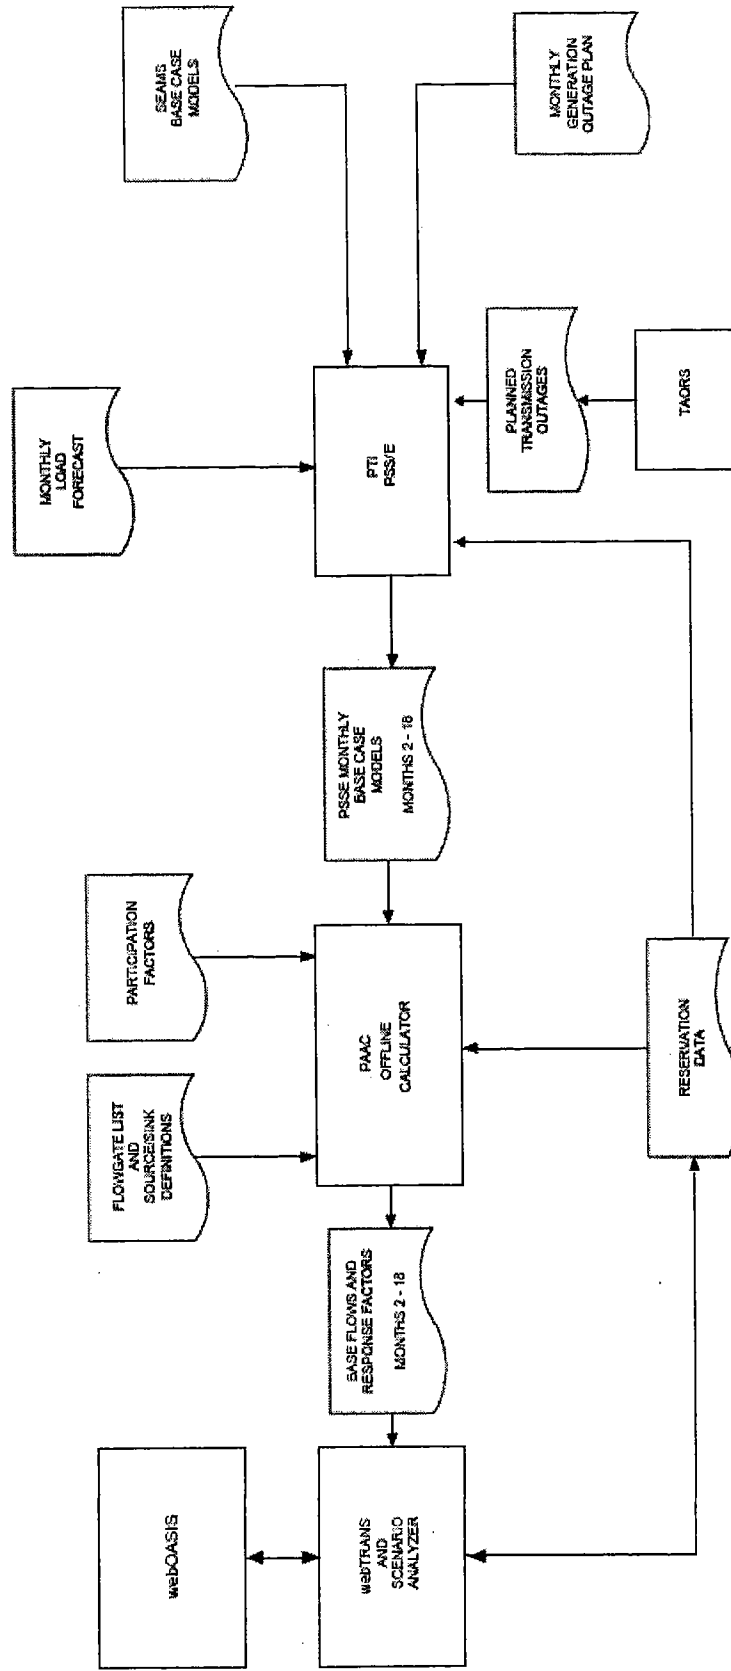 SEAMS
BASE CASE
MODELS
MONTHLY
GENERATION
OUTAGE PLAN
MONTHLY
LOAD
FORECAST
PTI
PSS/E
PLANNED
TRANSMISSION
OUTAGES
TAORS
PSSE MONTHLY
BASE CASE
MODELS
MONTHS 2 - 18
PARTICIPATION
FACTORS
FLOWGATE LIST
AND
SOURCE/SINK
DEFINITIONS
PAAC
OFFLINE
CALCULATOR
RESERVATION
DATA
BASE FLOWS AND
RESPONSE FACTORS
MONTHS 2 - 18
webOASIS
webTRANS
AND
SCENARIO
ANALYZER